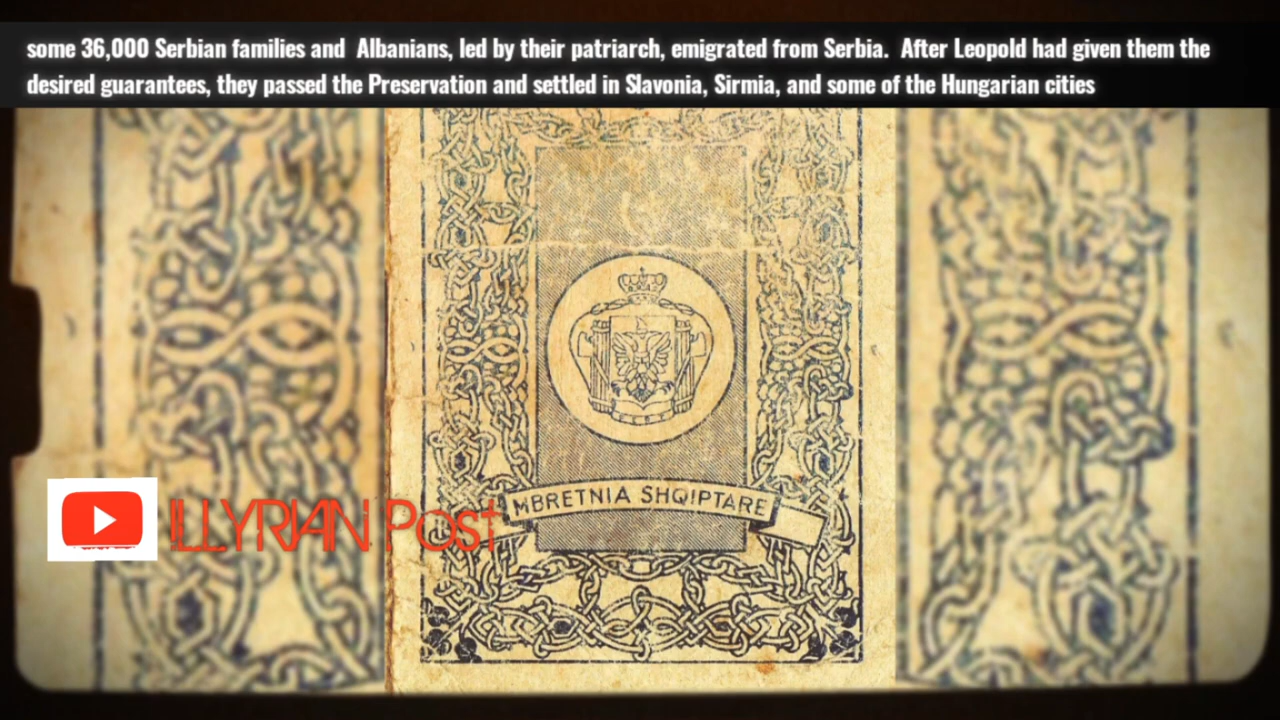 some 36,000 Serbian families and  Albanians, led by their patriarch, emigrated from Serbia.  After Leopold had given them the
desired guarantees, they passed the Preservation and settled in Slavonia, Sirmia, and some of the Hungarian cities
MBRETNIA SHQIPTARE
ILLYRIAN Post